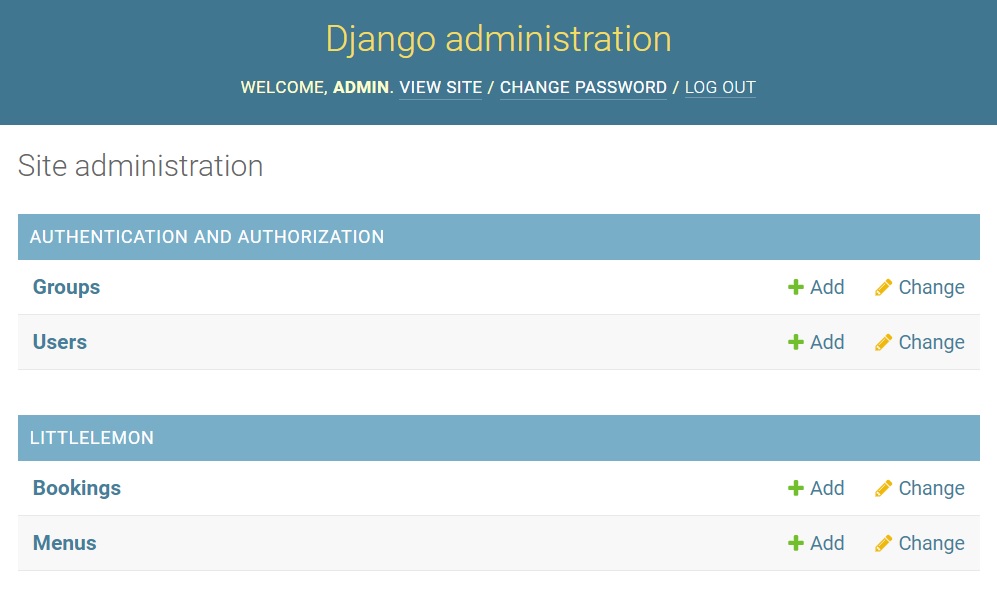 Django administration
WELCOME, ADMIN. VIEW SITE / CHANGE PASSWORD / LOG OUT
Site administration
AUTHENTICATION AND AUTHORIZATION
Groups Add Change
Users Add Change
LITTLELEMON
Bookings Add Change
Menus Add Change